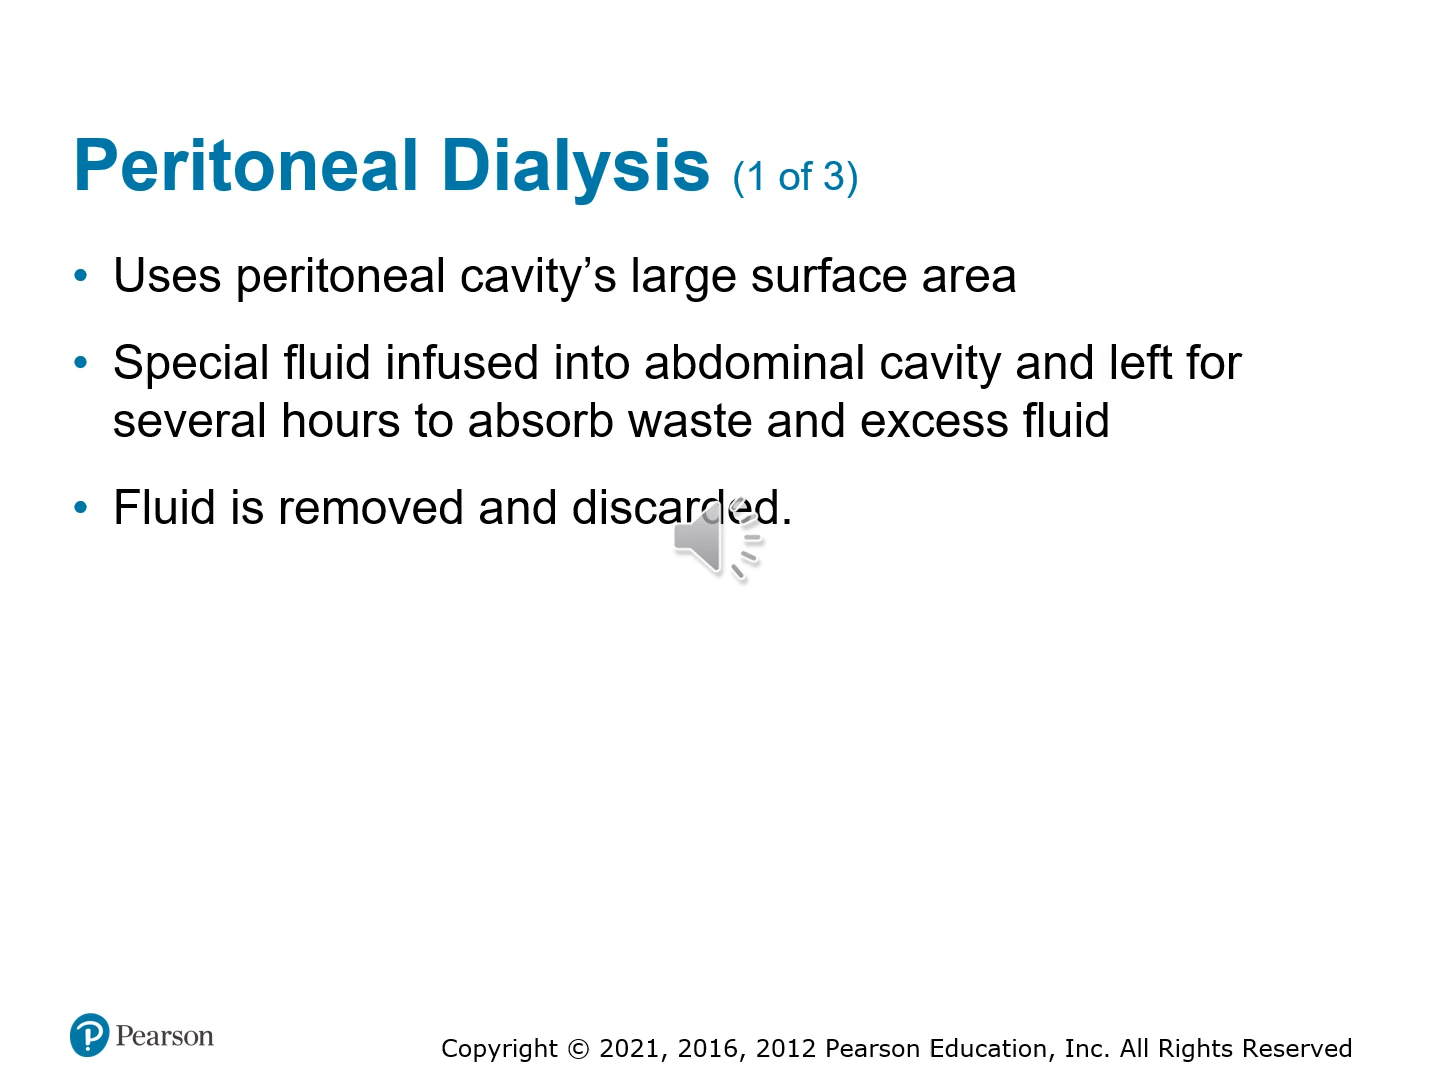 Peritoneal Dialysis (1 of 3)
• Uses peritoneal cavity’s large surface area
• Special fluid infused into abdominal cavity and left for
several hours to absorb waste and excess fluid
• Fluid is removed and discarded.
Pearson
Copyright © 2021, 2016, 2012 Pearson Education, Inc. All Rights Reserved